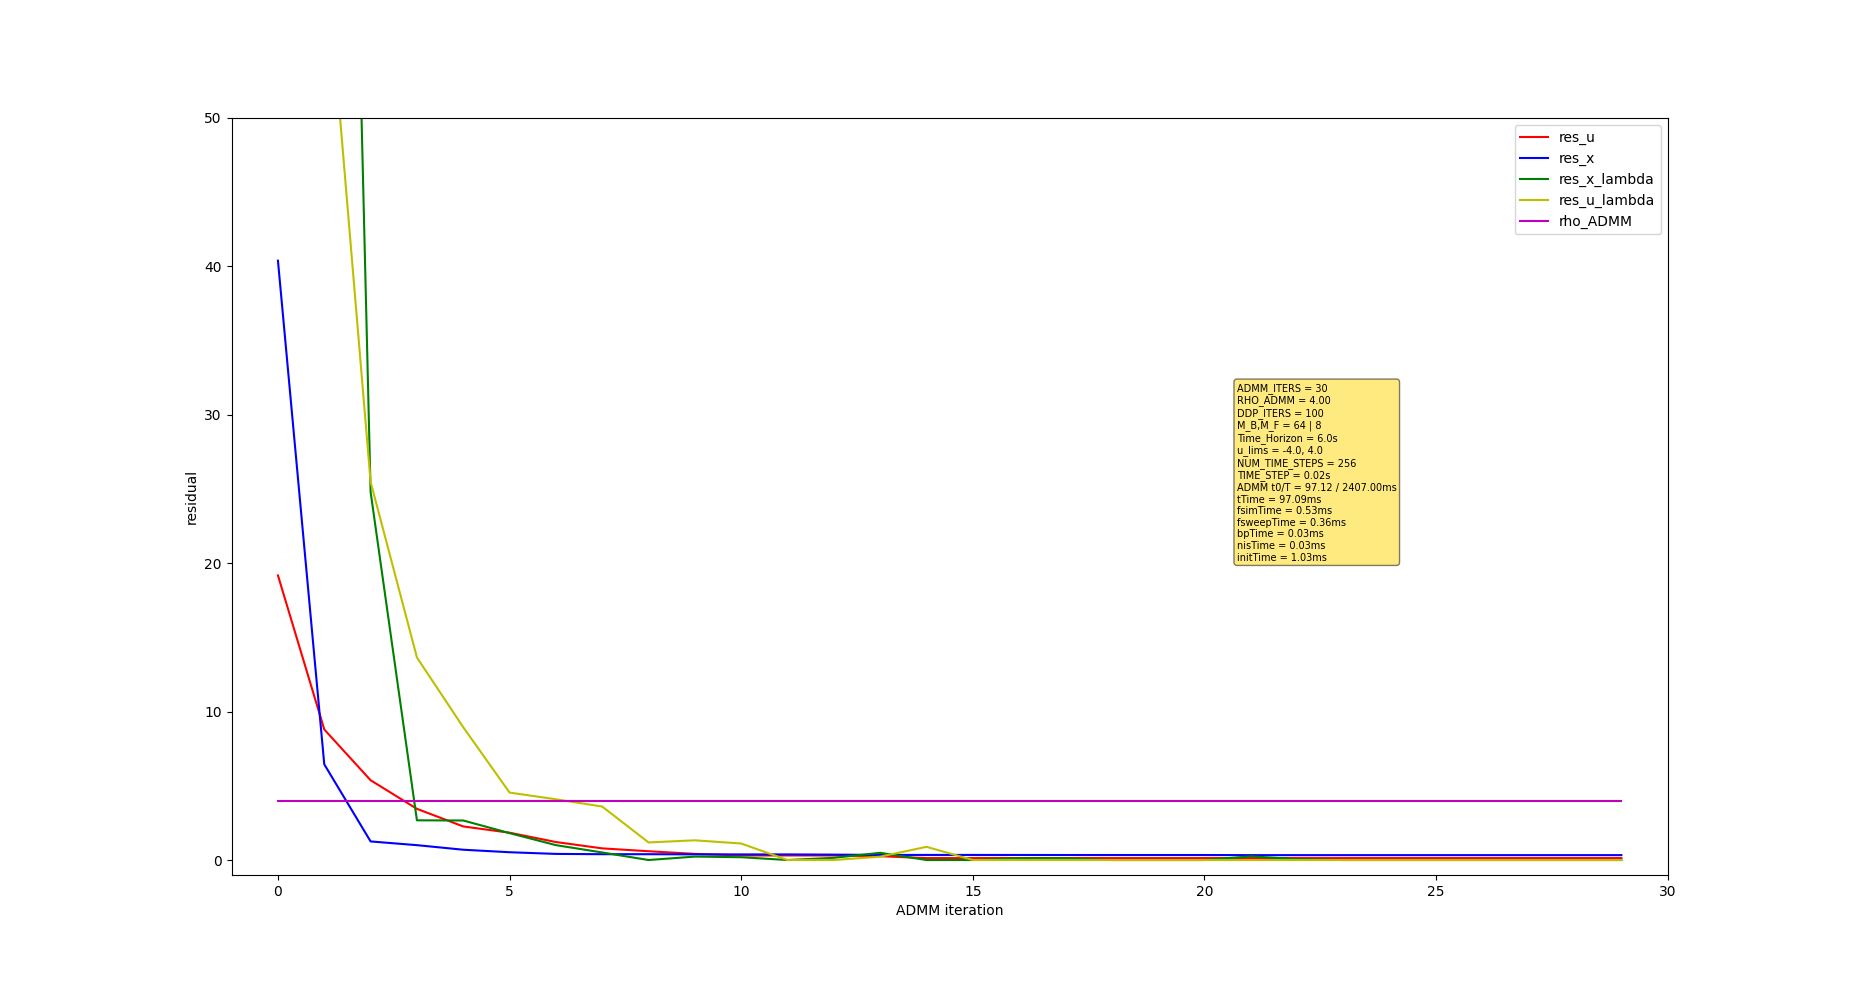 50
40
30
20
10
0
residual
0 5 10 15 20 25 30
ADMM iteration
res_u
res_x
res_x_lambda
res_u_lambda
rho_ADMM
ADMM_ITERS = 30
RHO_ADMM = 4.00
DDP_ITERS = 100
M_B,M_F = 64 | 8
Time_Horizon = 6.0s
u_lims = -4.0, 4.0
NUM_TIME_STEPS = 256
TIME_STEP = 0.02s
ADMM t0/T = 97.12 / 2407.00ms
tTime = 97.09ms
fsimTime = 0.53ms
fsweepTime = 0.36ms
bpTime = 0.03ms
nisTime = 0.03ms
initTime = 1.03ms